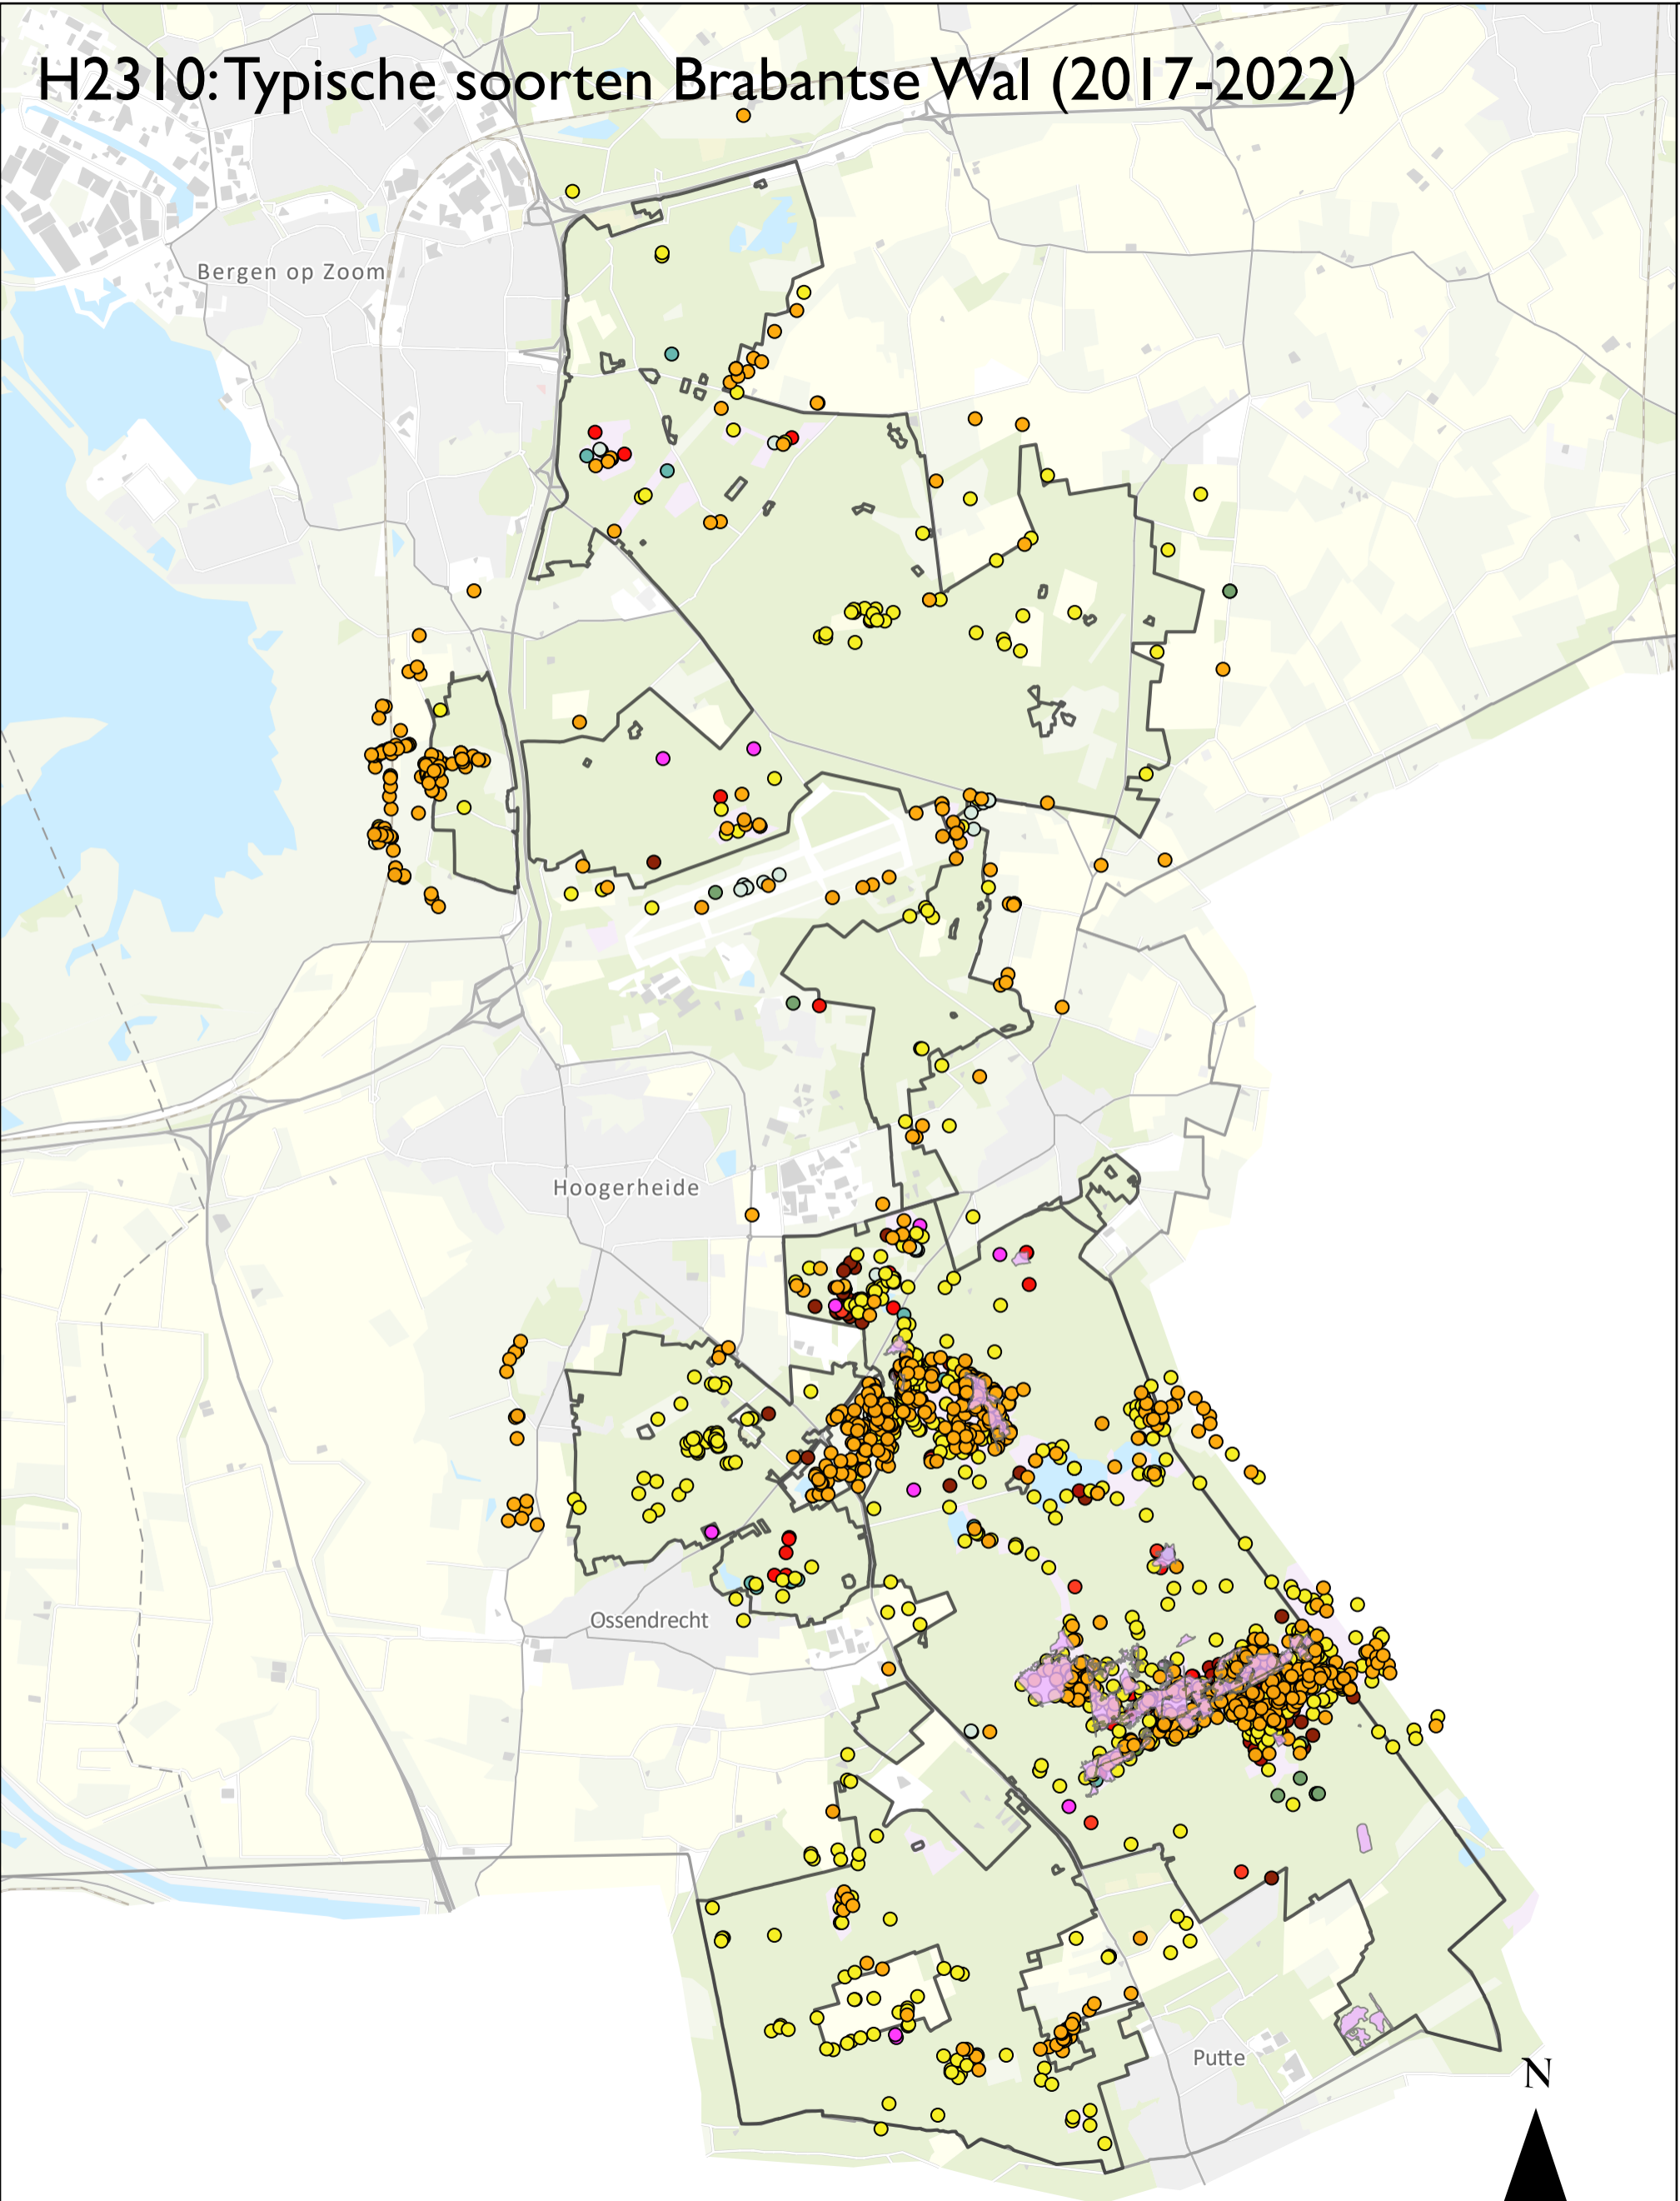 H2310: Typische soorten Brabantse Wal (2017-2022)
Bergen op Zoom
Hoogerheide
Ossendrecht
Putte
N